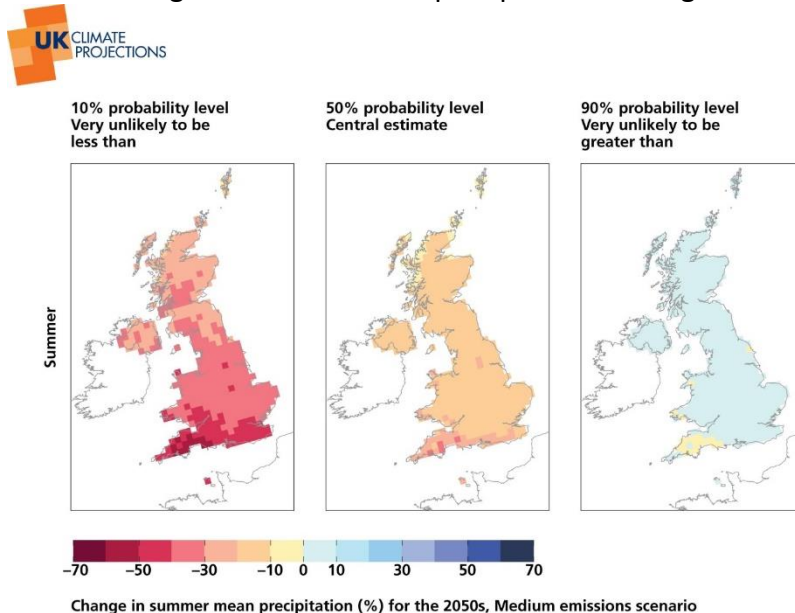 UK CLIMATE
PROJECTIONS
10% probability level
Very unlikely to be
less than
50% probability level
Central estimate
90% probability level
Very unlikely to be
greater than
Summer
–70 –50 –30 –10 0 10 30 50 70
Change in summer mean precipitation (%) for the 2050s, Medium emissions scenario